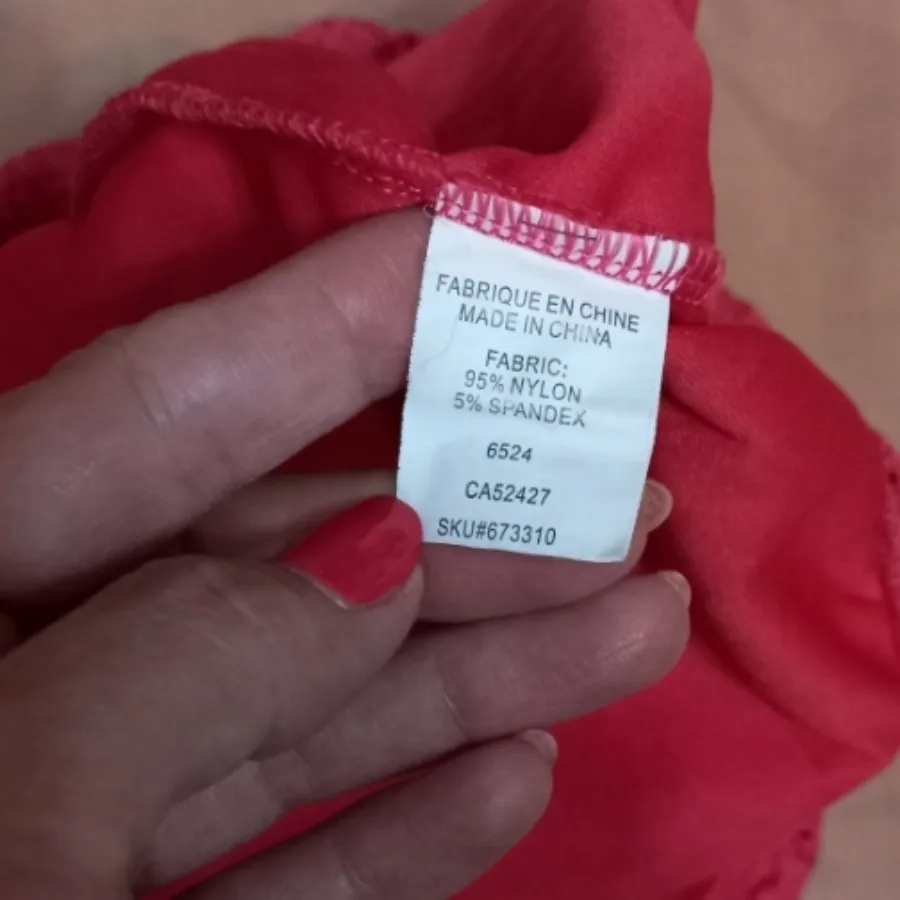 FABRIQUE EN CHINE
MADE IN CHINA
FABRIC:
95% NYLON
5% SPANDEX
6524
CA52427
SKU#673310